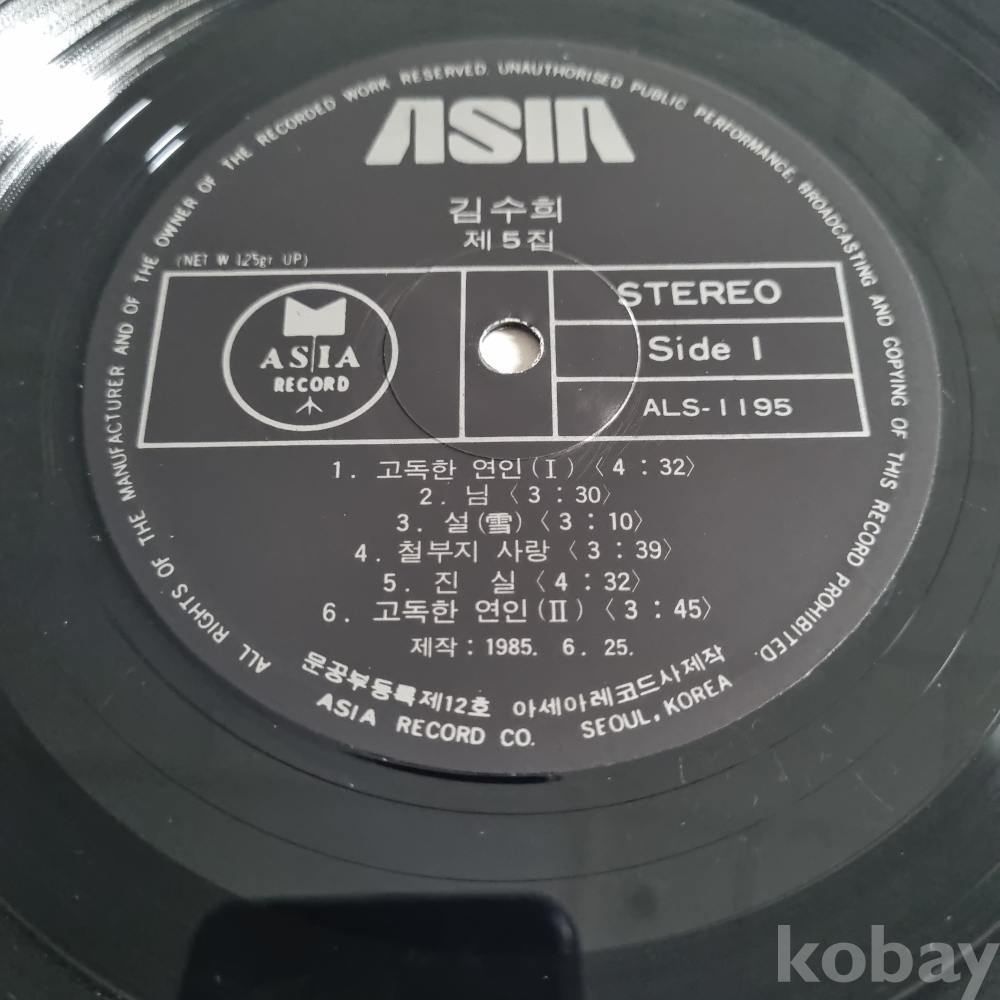 ASIA
김수희
제5집
(NET W 125gr UP)
ASIA
RECORD
STEREO
Side 1
ALS-1195
1. 고독한 연인(Ⅰ)〈4 : 32〉
2. 님〈3 : 30〉
3. 설(雪)〈3 : 10〉
4. 철부지 사랑〈3 : 39〉
5. 진 실〈4 : 32〉
6. 고독한 연인(Ⅱ)〈3 : 45〉
제작 : 1985. 6. 25.
문공부등록제12호 아세아레코드사제작
ASIA RECORD CO. SEOUL, KOREA
ALL RIGHTS OF THE MANUFACTURER AND OF THE OWNER OF THE RECORDED WORK RESERVED. UNAUTHORISED PUBLIC PERFORMANCE, BROADCASTING AND COPYING OF THIS RECORD PROHIBITED.
kobay